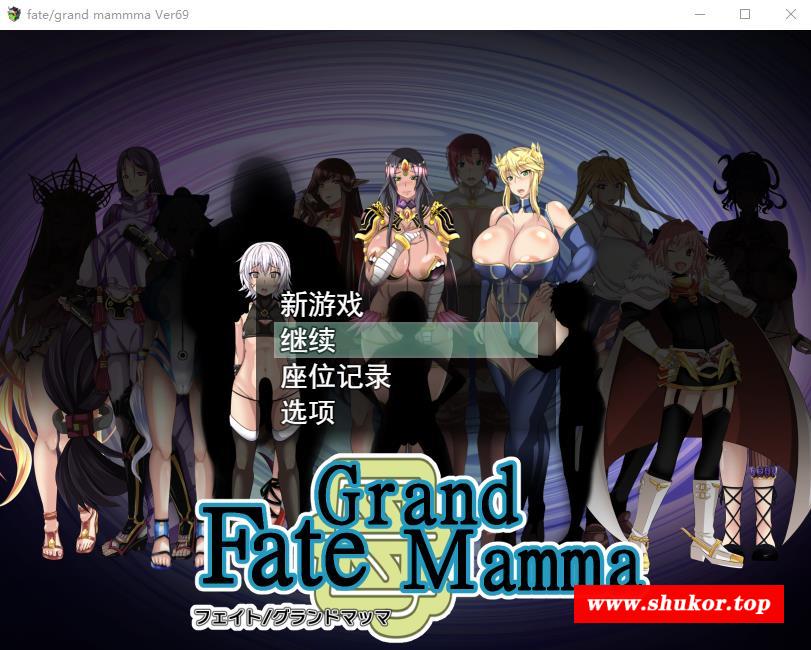 fate/grand mammma Ver69
新游戏
继续
座位记录
选项
Grand
Fate Mamma
フェイト/グランドマッマ
www.shukor.top